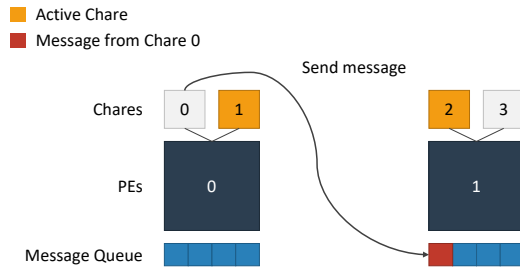 Active Chare
Message from Chare 0
Send message
Chares 0 1 2 3
PEs 0 1
Message Queue